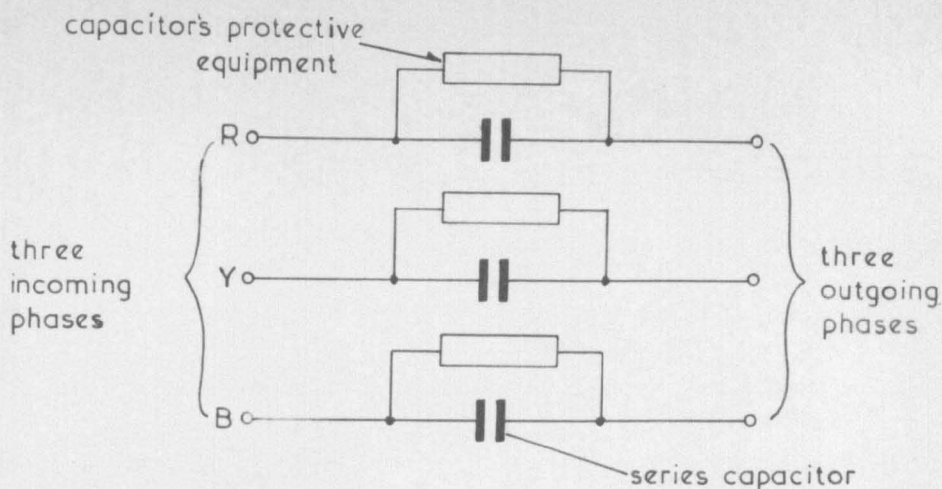 capacitor's protective
equipment
R
Y
B
three
incoming
phases
three
outgoing
phases
series capacitor